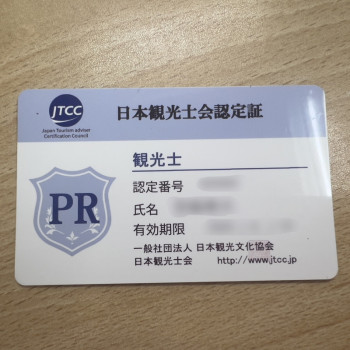 JTCC
Japan Tourism adviser
Certification Council
日本観光士会認定証
PR
観光士
認定番号
氏名
有効期限
一般社団法人 日本観光文化協会
日本観光士会 http://www.jtcc.jp